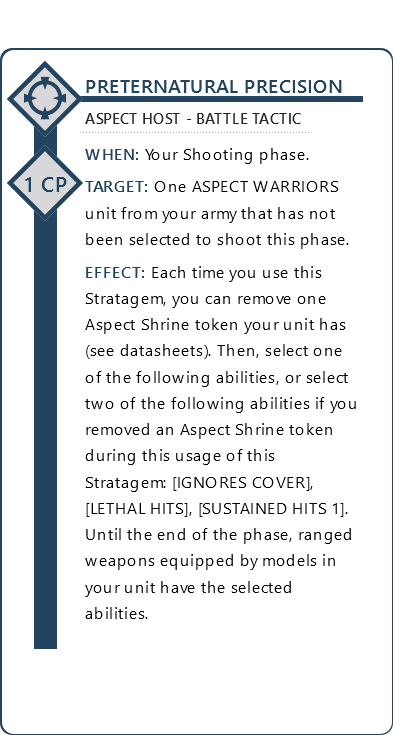 PRETERNATURAL PRECISION
ASPECT HOST - BATTLE TACTIC
WHEN: Your Shooting phase.
1 CP
TARGET: One ASPECT WARRIORS
unit from your army that has not
been selected to shoot this phase.
EFFECT: Each time you use this
Stratagem, you can remove one
Aspect Shrine token your unit has
(see datasheets). Then, select one
of the following abilities, or select
two of the following abilities if you
removed an Aspect Shrine token
during this usage of this
Stratagem: [IGNORES COVER],
[LETHAL HITS], [SUSTAINED HITS 1].
Until the end of the phase, ranged
weapons equipped by models in
your unit have the selected
abilities.